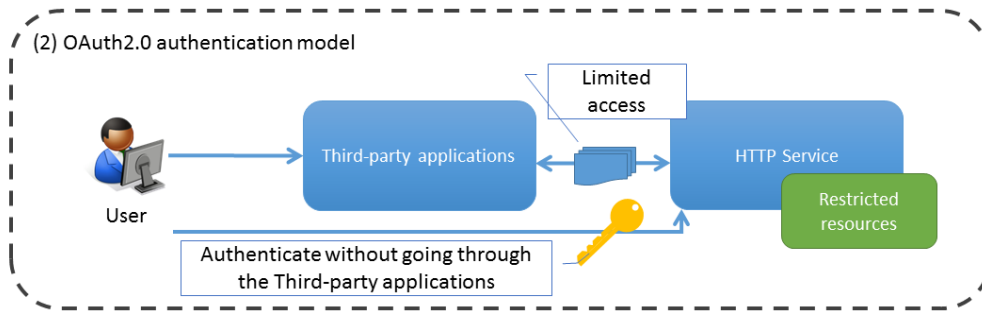 (2) OAuth2.0 authentication model
Limited
access
Third-party applications
HTTP Service
Restricted
resources
User
Authenticate without going through
the Third-party applications